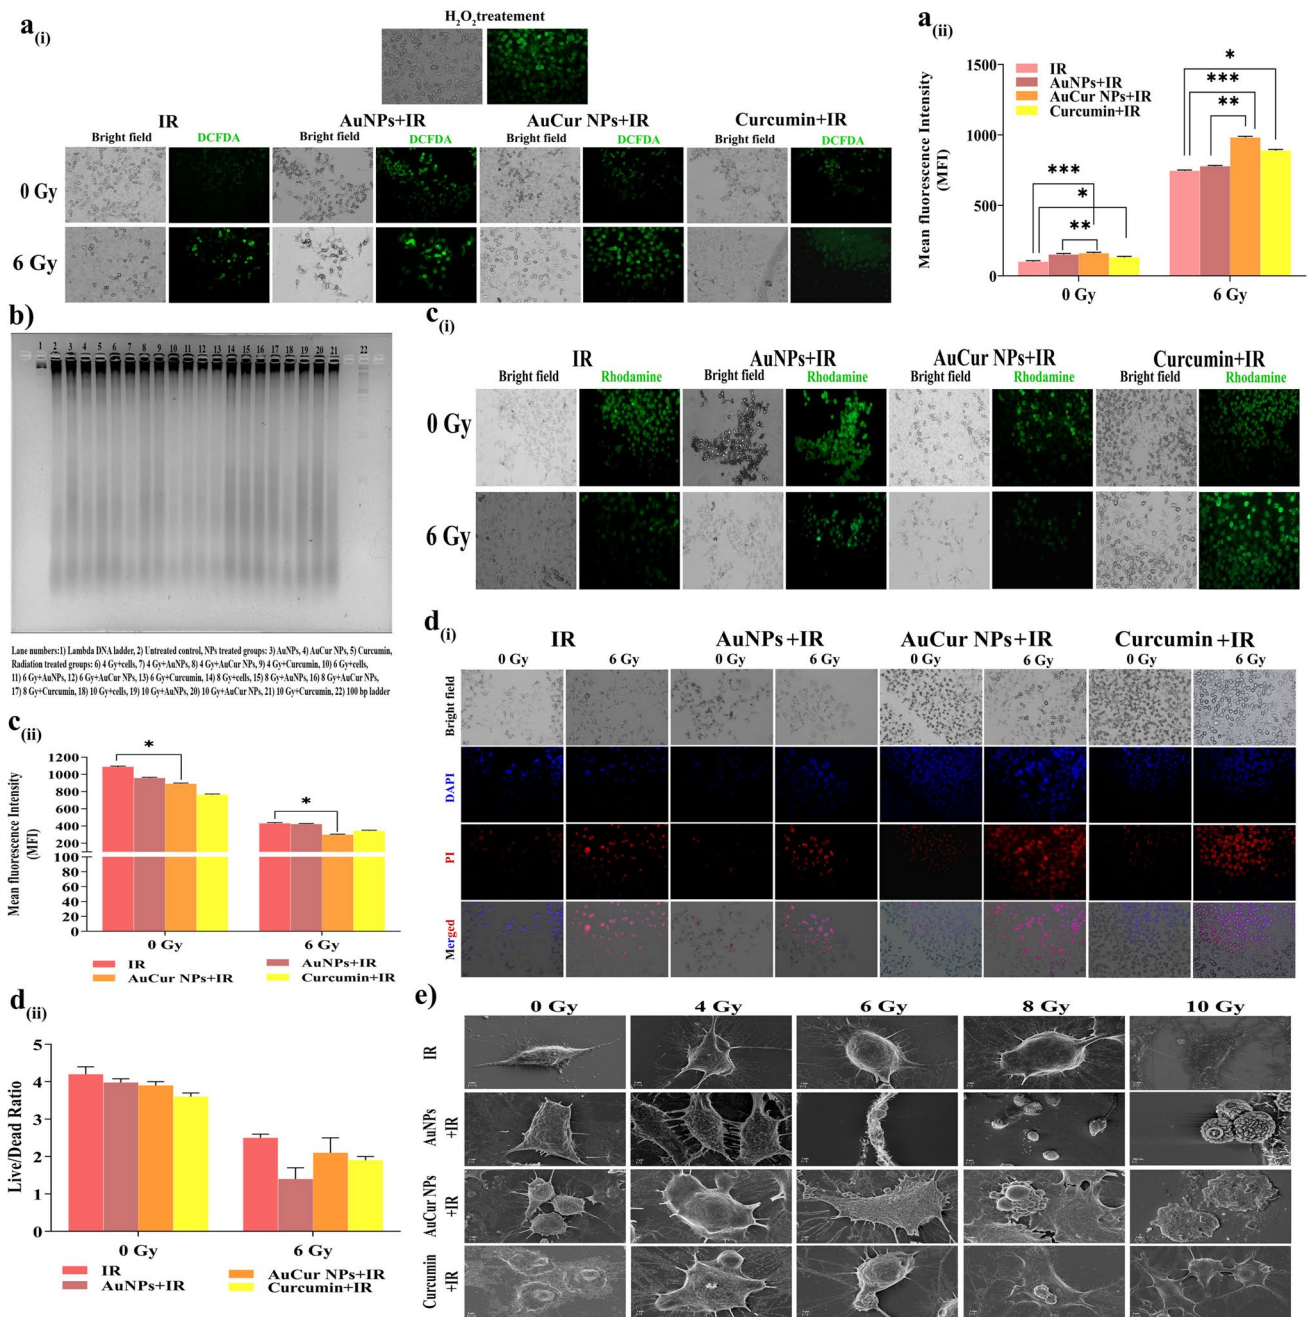 a(i)
H2O2treatement
IR
AuNPs+IR
AuCur NPs+IR
Curcumin+IR
Bright field
DCFDA
Bright field
DCFDA
Bright field
DCFDA
Bright field
DCFDA
0 Gy
6 Gy
a(ii)
Mean fluorescence Intensity
(MFI)
1500
1000
500
0
IR
AuNPs+IR
AuCur NPs+IR
Curcumin+IR
*
***
**
***
*
**
0 Gy
6 Gy
b)
1 2 3 4 5 6 7 8 9 10 11 12 13 14 15 16 17 18 19 20 21 22
Lane numbers:1) Lambda DNA ladder, 2) Untreated control, NPs treated groups: 3) AuNPs, 4) AuCur NPs, 5) Curcumin,
Radiation treated groups: 6) 4 Gy+cells, 7) 4 Gy+AuNPs, 8) 4 Gy+AuCur NPs, 9) 4 Gy+Curcumin, 10) 6 Gy+cells,
11) 6 Gy+AuNPs, 12) 6 Gy+AuCur NPs, 13) 6 Gy+Curcumin, 14) 8 Gy+cells, 15) 8 Gy+AuNPs, 16) 8 Gy+AuCur NPs,
17) 8 Gy+Curcumin, 18) 10 Gy+cells, 19) 10 Gy+AuNPs, 20) 10 Gy+AuCur NPs, 21) 10 Gy+Curcumin, 22) 100 bp ladder
c(i)
IR
AuNPs+IR
AuCur NPs+IR
Curcumin+IR
Bright field
Rhodamine
Bright field
Rhodamine
Bright field
Rhodamine
Bright field
Rhodamine
0 Gy
6 Gy
c(ii)
Mean fluorescence Intensity
(MFI)
1200
1000
800
600
400
200
100
80
60
40
20
0
*
*
0 Gy
6 Gy
IR
AuNPs+IR
AuCur NPs+IR
Curcumin+IR
d(i)
IR
AuNPs+IR
AuCur NPs+IR
Curcumin+IR
0 Gy
6 Gy
0 Gy
6 Gy
0 Gy
6 Gy
0 Gy
6 Gy
Bright field
DAPI
PI
Merged
d(ii)
Live/Dead Ratio
5
4
3
2
1
0
0 Gy
6 Gy
IR
AuCur NPs+IR
AuNPs+IR
Curcumin+IR
e)
0 Gy
4 Gy
6 Gy
8 Gy
10 Gy
IR
AuNPs
+IR
AuCur NPs
+IR
Curcumin
+IR